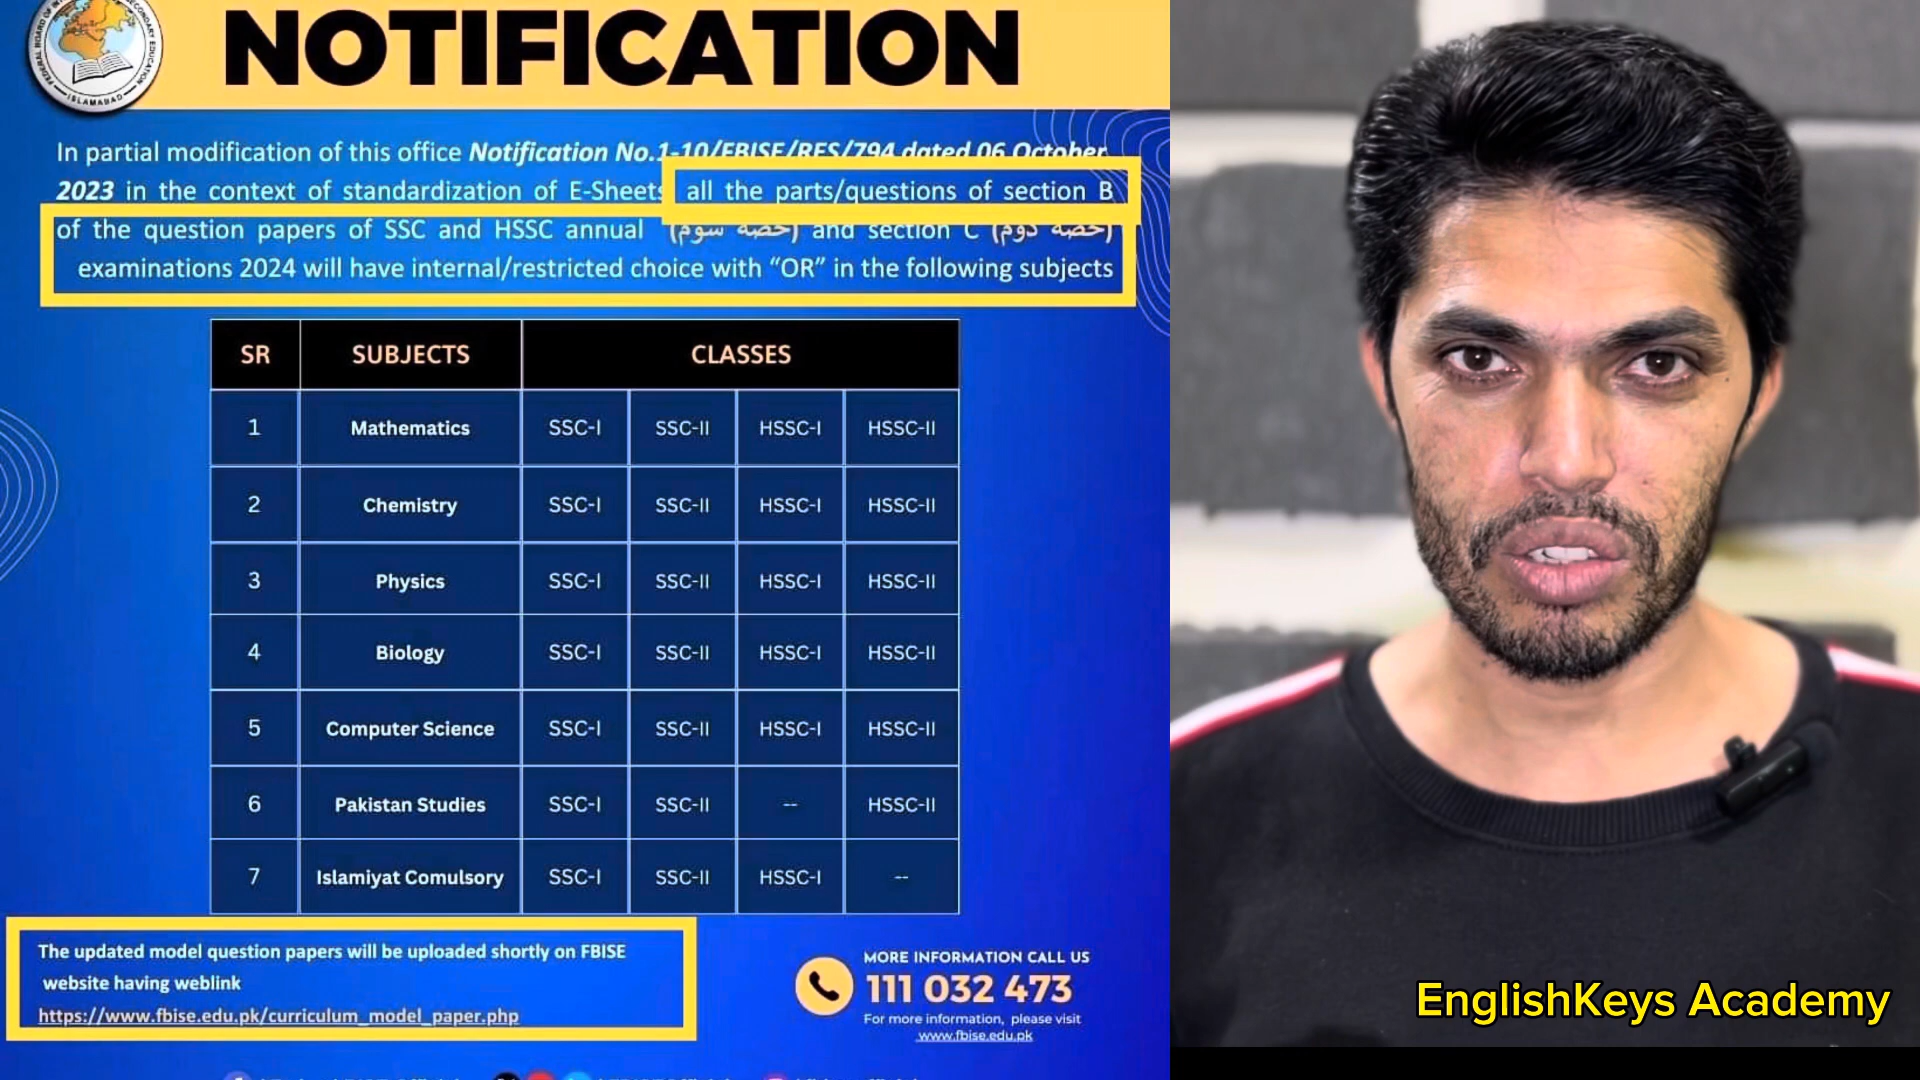 NOTIFICATION
ISLAMABAD
In partial modification of this office Notification No.1-10/FBISE/RES/794 dated 06 October,
2023 in the context of standardization of E-Sheets all the parts/questions of section B
of the question papers of SSC and HSSC annual (حصہ سوم) and section C (حصہ دوم)
examinations 2024 will have internal/restricted choice with “OR” in the following subjects
SR SUBJECTS CLASSES
1 Mathematics SSC-I SSC-II HSSC-I HSSC-II
2 Chemistry SSC-I SSC-II HSSC-I HSSC-II
3 Physics SSC-I SSC-II HSSC-I HSSC-II
4 Biology SSC-I SSC-II HSSC-I HSSC-II
5 Computer Science SSC-I SSC-II HSSC-I HSSC-II
6 Pakistan Studies SSC-I SSC-II -- HSSC-II
7 Islamiyat Comulsory SSC-I SSC-II HSSC-I --
The updated model question papers will be uploaded shortly on FBISE
website having weblink
https://www.fbise.edu.pk/curriculum_model_paper.php
MORE INFORMATION CALL US
111 032 473
For more information, please visit
www.fbise.edu.pk
EnglishKeys Academy